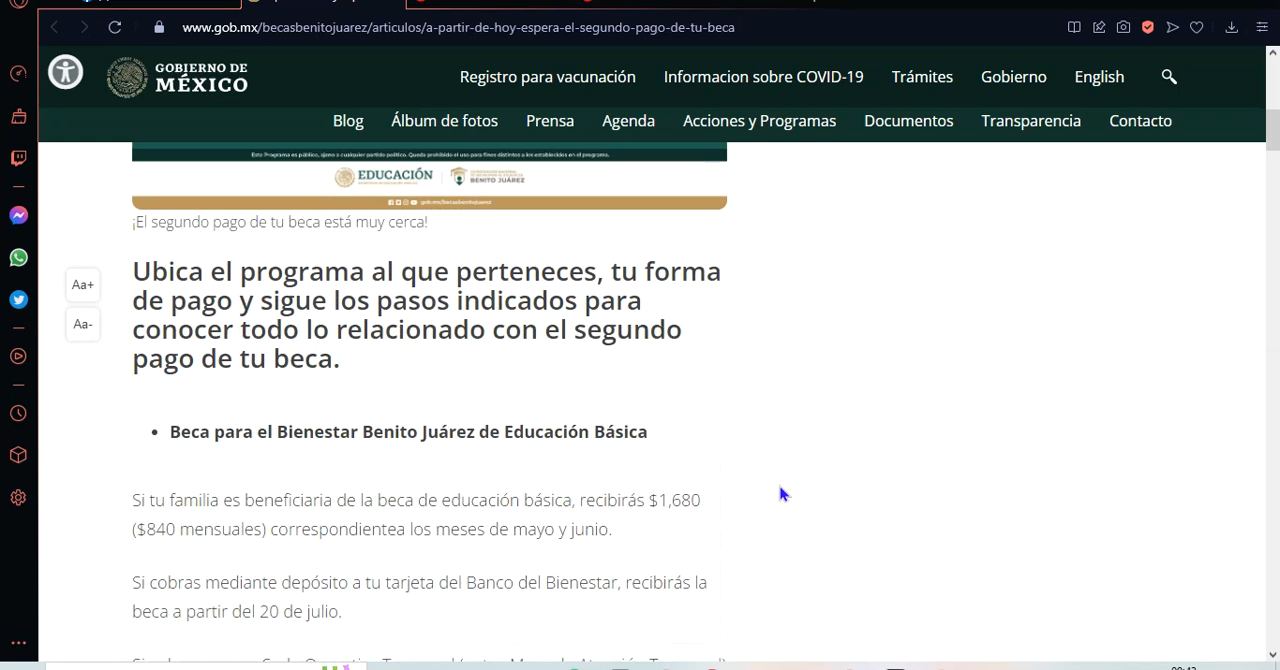 www.gob.mx/becasbenitojuarez/articulos/a-partir-de-hoy-espera-el-segundo-pago-de-tu-beca
GOBIERNO DE
MÉXICO
Registro para vacunación
Informacion sobre COVID-19
Trámites
Gobierno
English
Blog
Álbum de fotos
Prensa
Agenda
Acciones y Programas
Documentos
Transparencia
Contacto
Este Programa es público, ajeno a cualquier partido político. Queda prohibido el uso para fines distintos a los establecidos en el programa.
EDUCACIÓN
BENITO JUÁREZ
gob.mx/becasbenitojuarez
¡El segundo pago de tu beca está muy cerca!
Aa+
Aa-
Ubica el programa al que perteneces, tu forma
de pago y sigue los pasos indicados para
conocer todo lo relacionado con el segundo
pago de tu beca.
• Beca para el Bienestar Benito Juárez de Educación Básica
Si tu familia es beneficiaria de la beca de educación básica, recibirás $1,680
($840 mensuales) correspondientea los meses de mayo y junio.
Si cobras mediante depósito a tu tarjeta del Banco del Bienestar, recibirás la
beca a partir del 20 de julio.